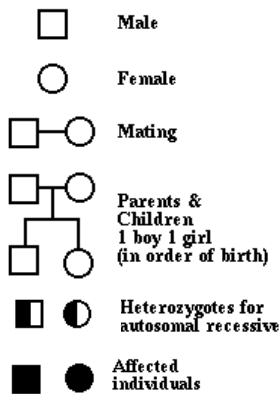 Male
Female
Mating
Parents &
Children
1 boy 1 girl
(in order of birth)
Heterozygotes for
autosomal recessive
Affected
individuals